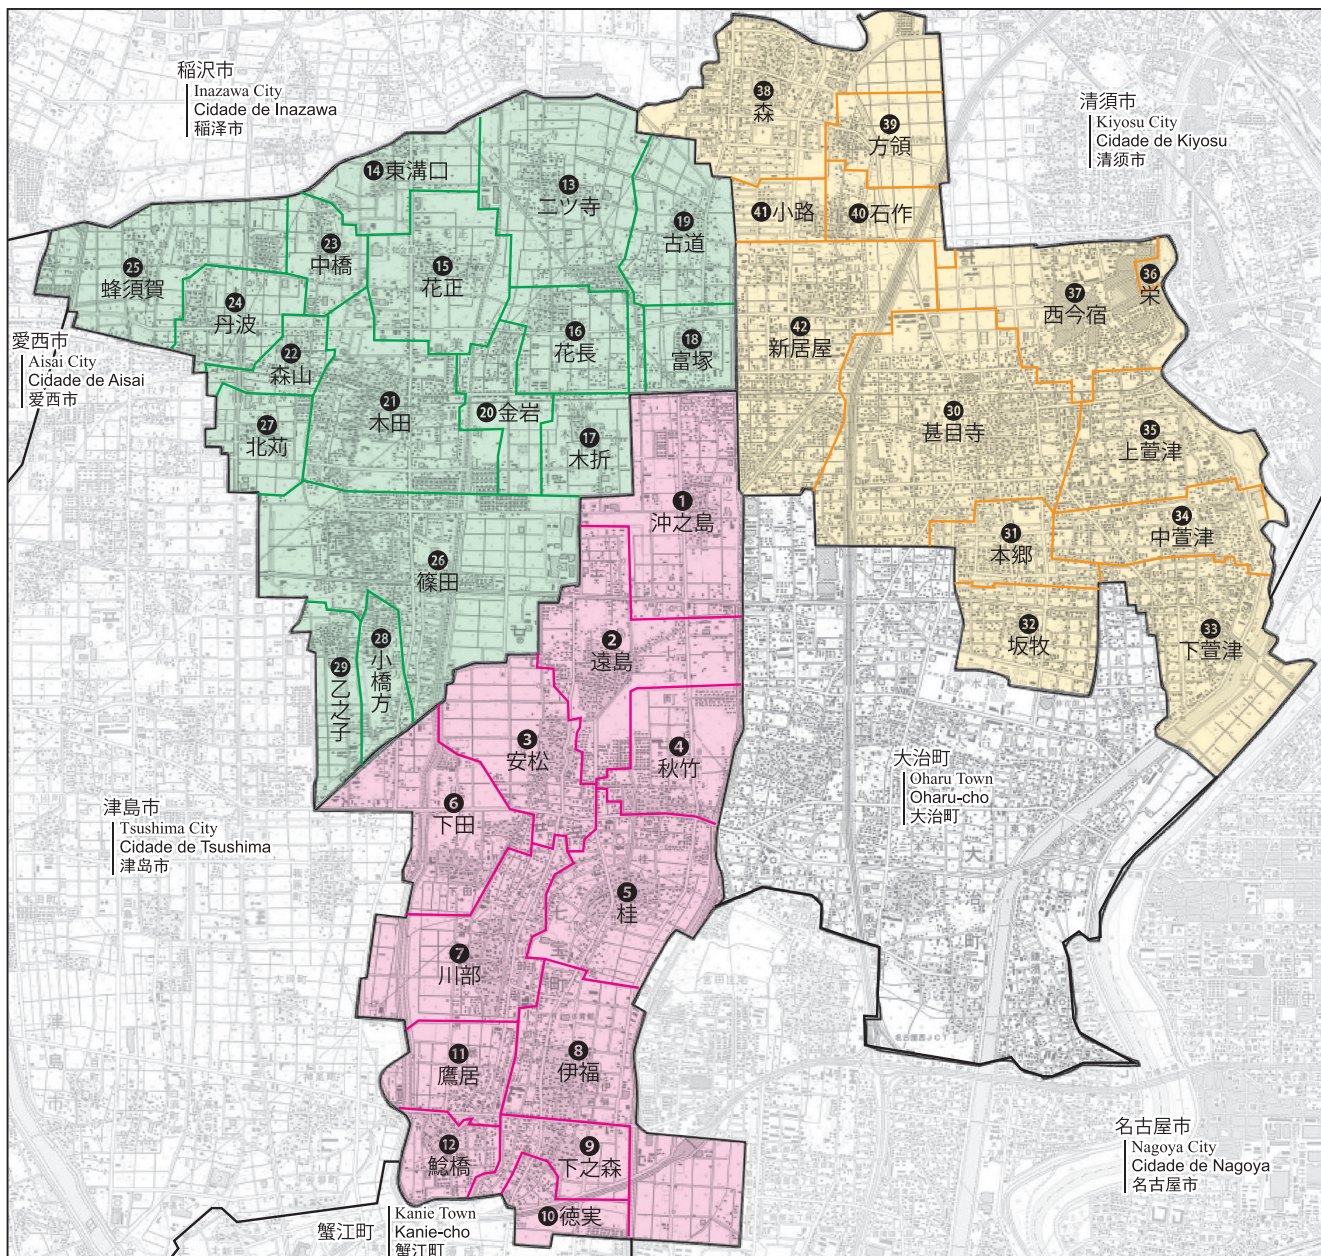 稲沢市
Inazawa City
Cidade de Inazawa
稲泽市
清須市
Kiyosu City
Cidade de Kiyosu
清须市
愛西市
Aisai City
Cidade de Aisai
爱西市
津島市
Tsushima City
Cidade de Tsushima
津岛市
大治町
Oharu Town
Oharu-cho
大治町
名古屋市
Nagoya City
Cidade de Nagoya
名古屋市
蟹江町
Kanie Town
Kanie-cho
蟹江町
38
森
39
方領
14 東溝口
13
二ツ寺
19
古道
41 小路
40 石作
23
中橋
15
花正
25
蜂須賀
24
丹波
36
栄
37
西今宿
42
新居屋
16
花長
18
富塚
22
森山
21
木田
20 金岩
30
甚目寺
27
北苅
17
木折
35
上萱津
1
沖之島
34
中萱津
31
本郷
26
篠田
32
坂牧
33
下萱津
28
小橋方
29
乙之子
2
遠島
3
安松
4
秋竹
6
下田
5
桂
7
川部
11
鷹居
8
伊福
12
鯰橋
9
下之森
10 徳実
名古屋西JCT